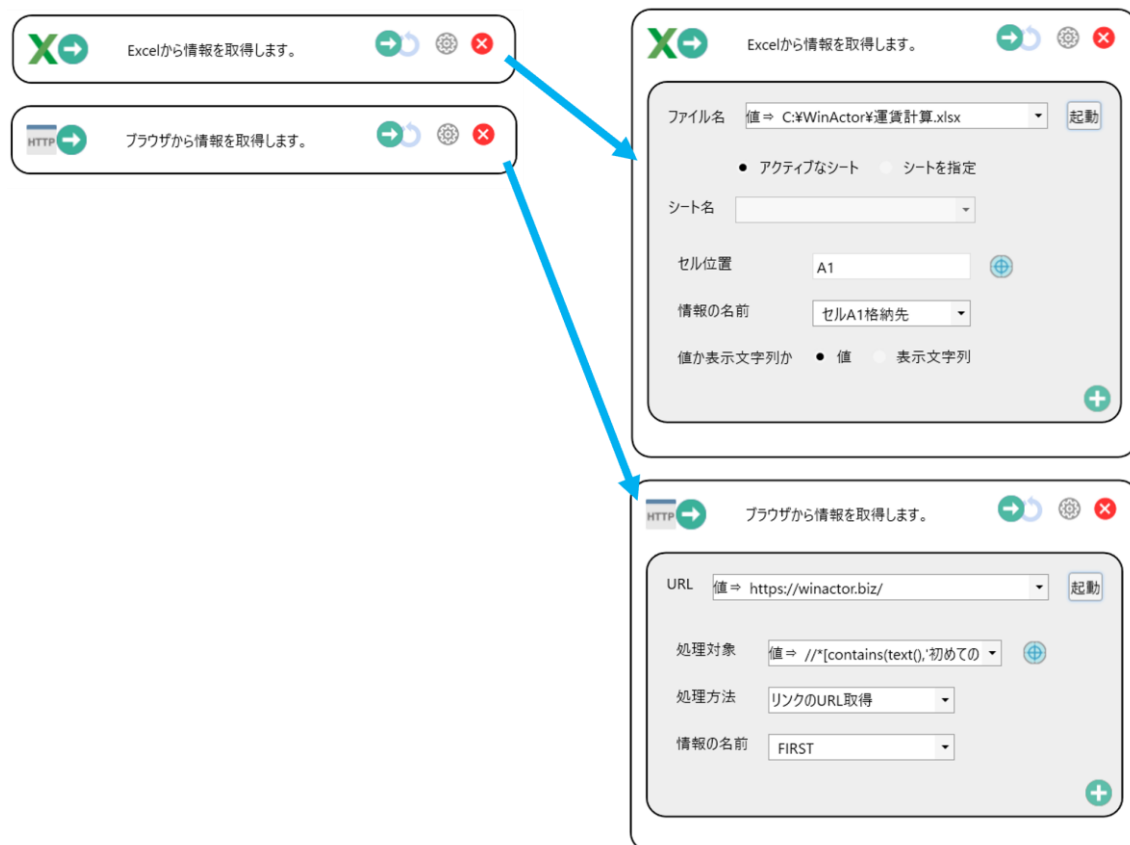 Excelから情報を取得します。
HTTP ブラウザから情報を取得します。
Excelから情報を取得します。
ファイル名 値⇒ C:¥WinActor¥運賃計算.xlsx 起動
アクティブなシート シートを指定
シート名
セル位置 A1
情報の名前 セルA1格納先
値か表示文字列か 値 表示文字列
HTTP ブラウザから情報を取得します。
URL 値⇒ https://winactor.biz/ 起動
処理対象 値⇒ //*[contains(text(),'初めての
処理方法 リンクのURL取得
情報の名前 FIRST